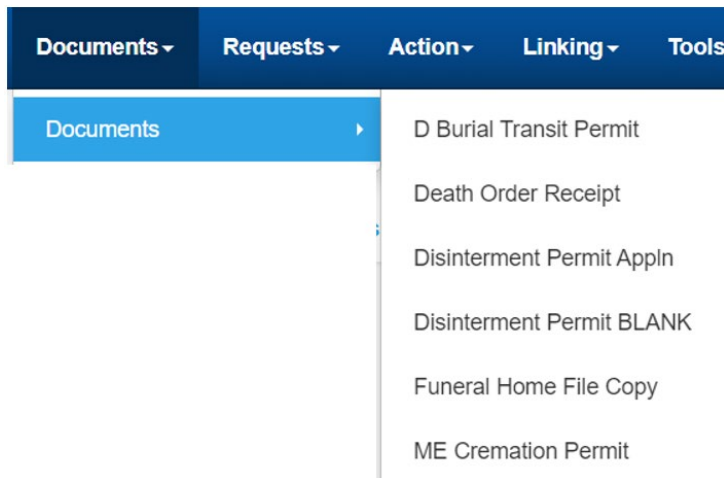 Documents Requests Action Linking Tools
Documents
D Burial Transit Permit
Death Order Receipt
Disinterment Permit Appln
Disinterment Permit BLANK
Funeral Home File Copy
ME Cremation Permit